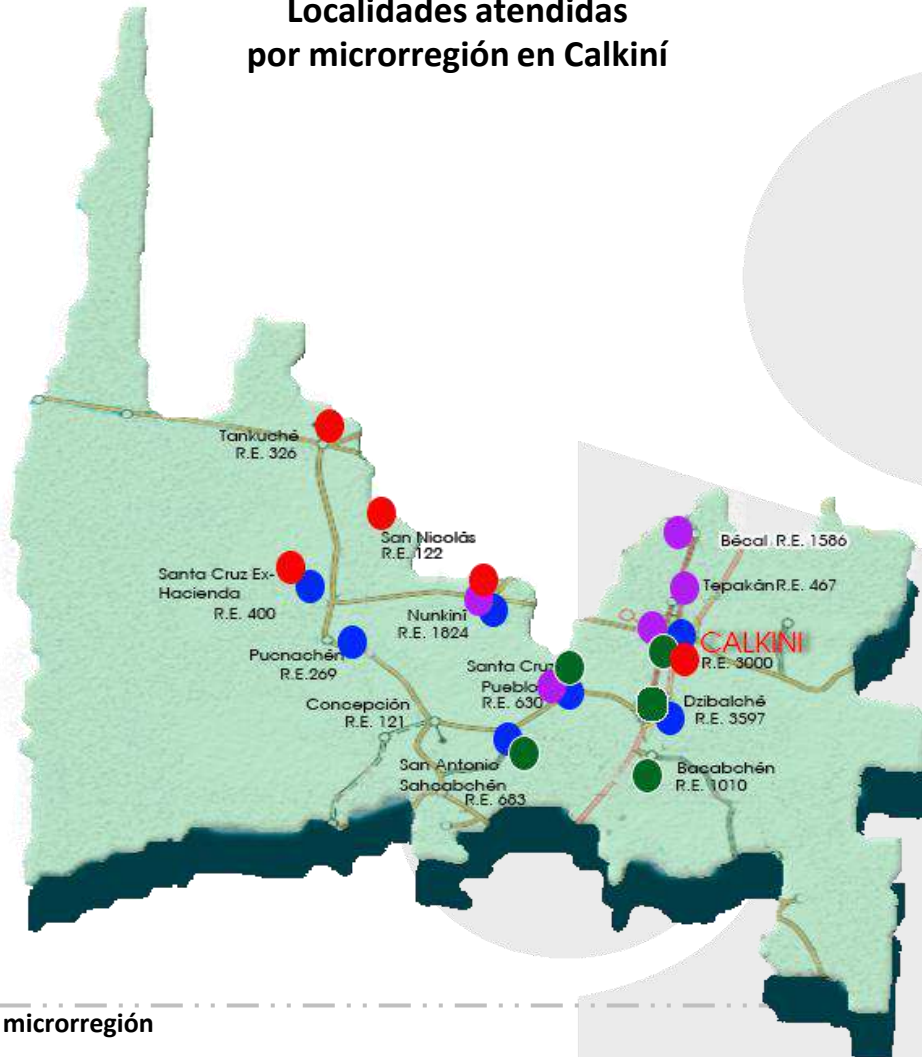 Localidades atendidas
por microrregión en Calkiní
Tankuché
R.E. 326
San Nicolás
R.E. 122
Santa Cruz Ex-
Hacienda
R.E. 400
Nunkiní
R.E. 1824
Bécal R.E. 1586
Tepakán R.E. 467
CALKINI
R.E. 3000
Pucnachén
R.E.269
Santa Cruz
Pueblo
R.E. 630
Concepción
R.E. 121
Dzibalché
R.E. 3597
San Antonio
Sahcabchén
R.E. 683
Bacabchén
R.E. 1010
microrregión